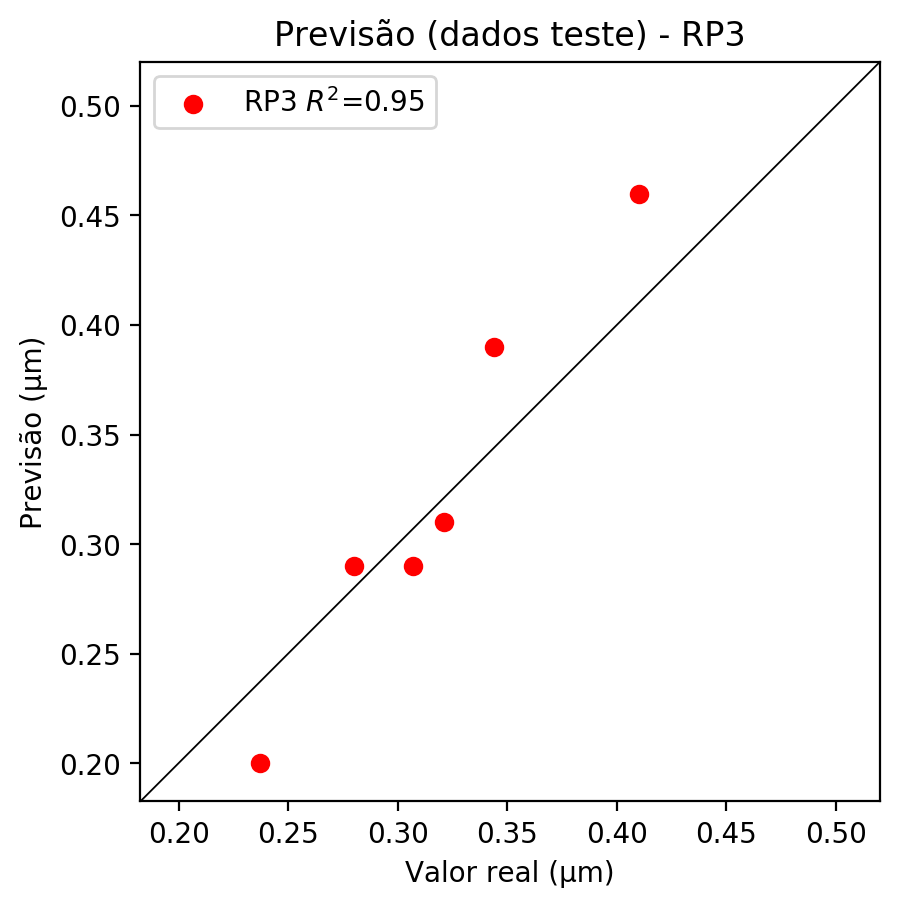 Previsão (dados teste) - RP3
RP3 R²=0.95
Previsão (μm)
0.50
0.45
0.40
0.35
0.30
0.25
0.20
0.20 0.25 0.30 0.35 0.40 0.45 0.50
Valor real (μm)